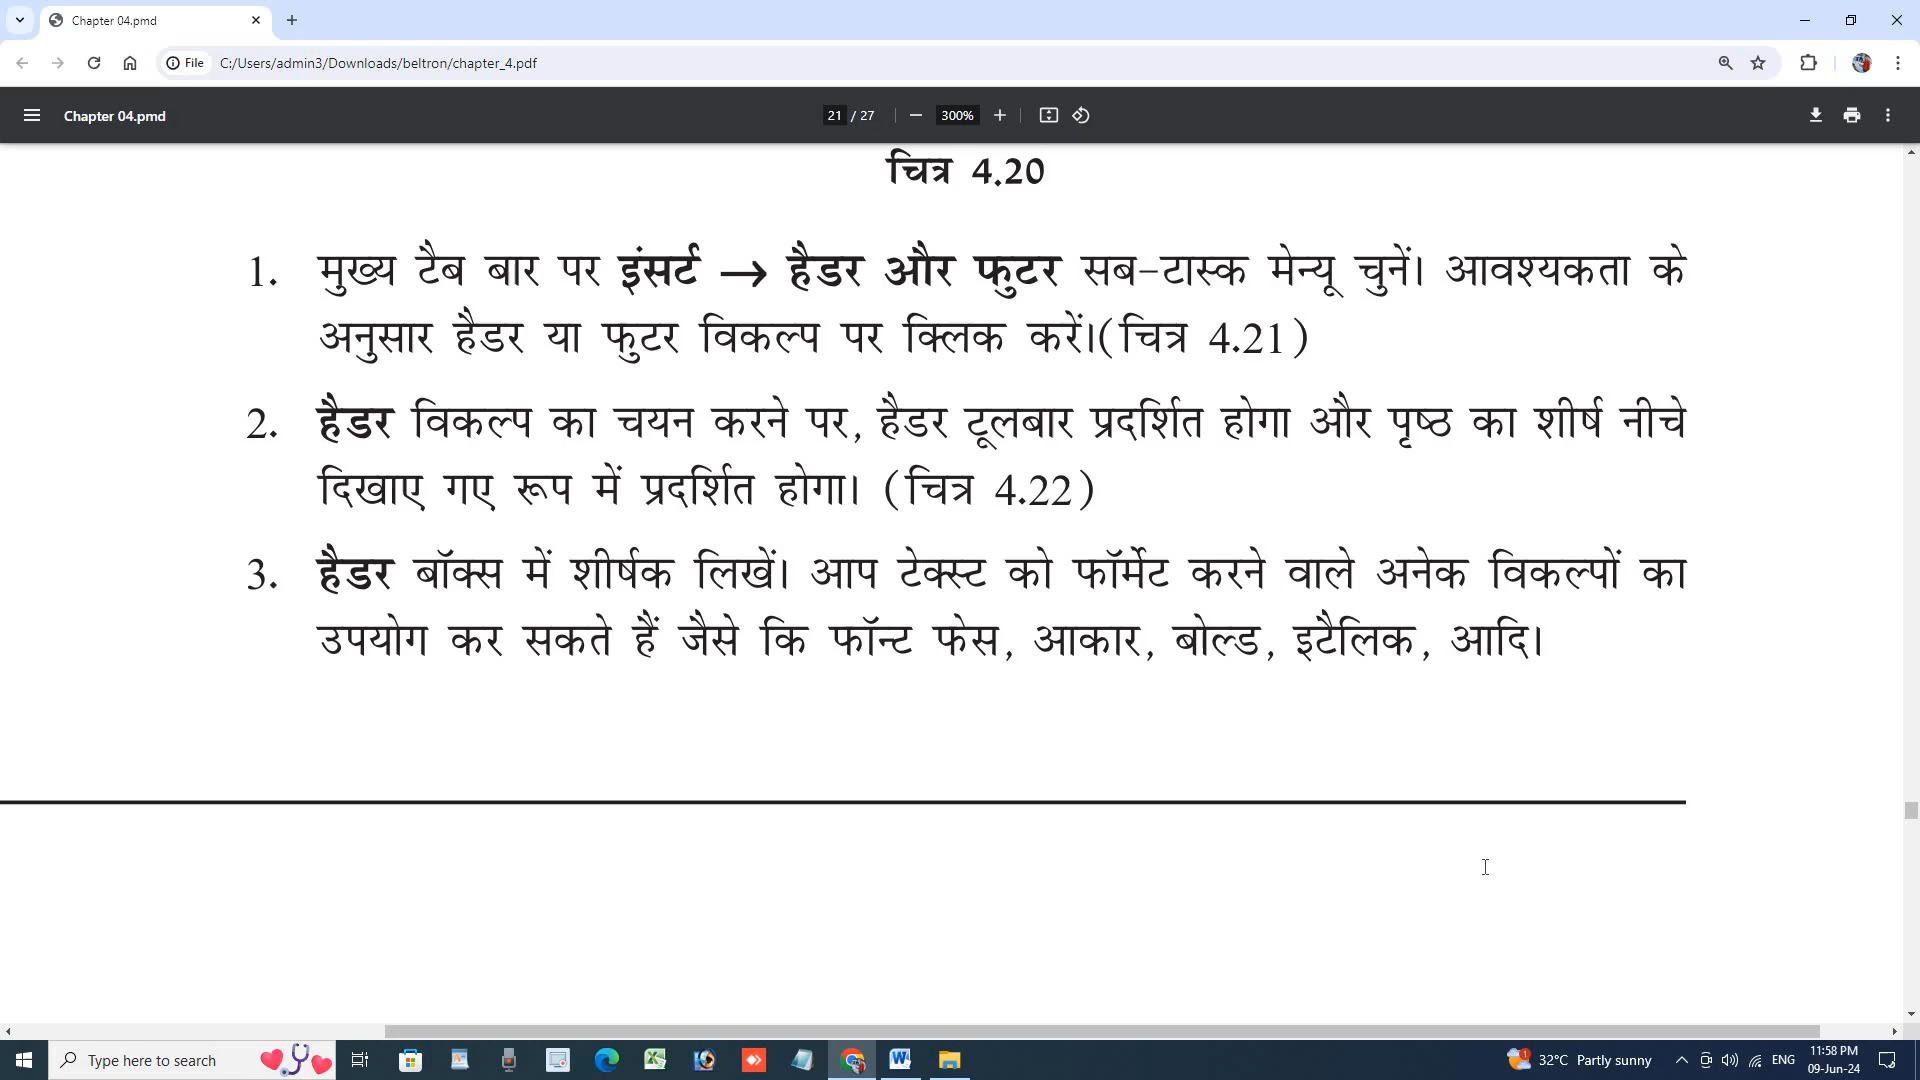 Chapter 04.pmd
File
C:/Users/admin3/Downloads/beltron/chapter_4.pdf
Chapter 04.pmd
21 / 27
300%
चित्र 4.20
1. मुख्य टैब बार पर इंसर्ट → हैडर और फुटर सब-टास्क मेन्यू चुनें। आवश्यकता के
अनुसार हैडर या फुटर विकल्प पर क्लिक करें।(चित्र 4.21)
2. हैडर विकल्प का चयन करने पर, हैडर टूलबार प्रदर्शित होगा और पृष्ठ का शीर्ष नीचे
दिखाए गए रूप में प्रदर्शित होगा। (चित्र 4.22)
3. हैडर बॉक्स में शीर्षक लिखें। आप टेक्स्ट को फॉर्मेट करने वाले अनेक विकल्पों का
उपयोग कर सकते हैं जैसे कि फॉन्ट फेस, आकार, बोल्ड, इटैलिक, आदि।
Type here to search
32°C Partly sunny
ENG
11:58 PM
09-Jun-24